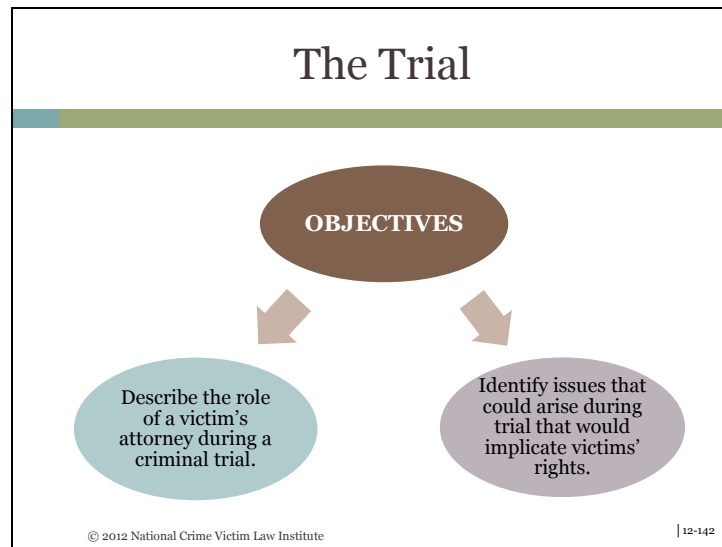 The Trial
OBJECTIVES
Describe the role
of a victim’s
attorney during a
criminal trial.
Identify issues that
could arise during
trial that would
implicate victims’
rights.
© 2012 National Crime Victim Law Institute
| 12-142